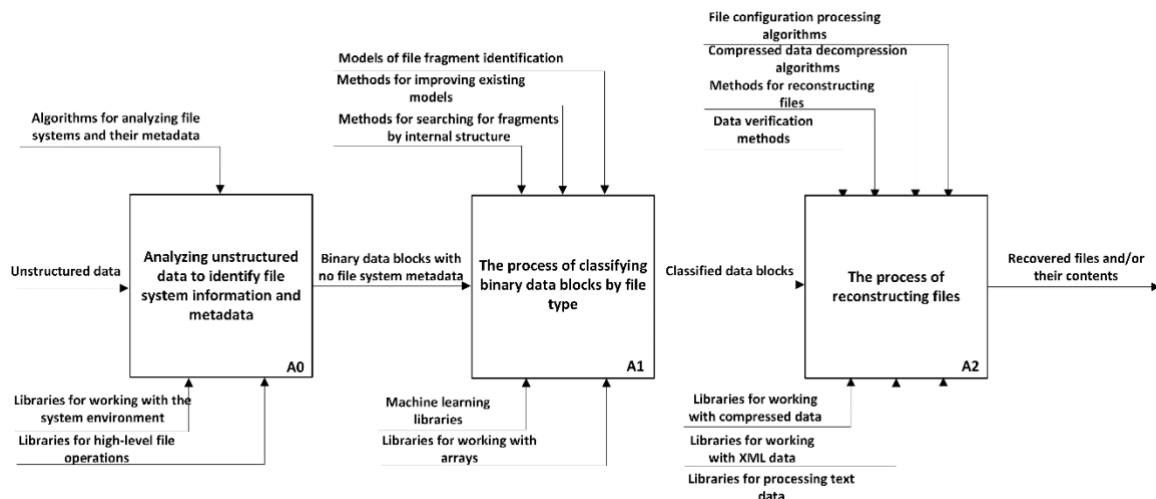 File configuration processing
algorithms
Compressed data decompression
algorithms
Methods for reconstructing
files
Data verification
methods
Models of file fragment identification
Methods for improving existing
models
Methods for searching for fragments
by internal structure
Algorithms for analyzing file
systems and their metadata
Unstructured data
Analyzing unstructured
data to identify file
system information and
metadata
A0
Binary data blocks with
no file system metadata
The process of classifying
binary data blocks by file
type
A1
Classified data blocks
The process of
reconstructing files
A2
Recovered files and/or
their contents
Libraries for working with the
system environment
Libraries for high-level file
operations
Machine learning
libraries
Libraries for working with
arrays
Libraries for working
with compressed data
Libraries for working
with XML data
Libraries for processing text
data